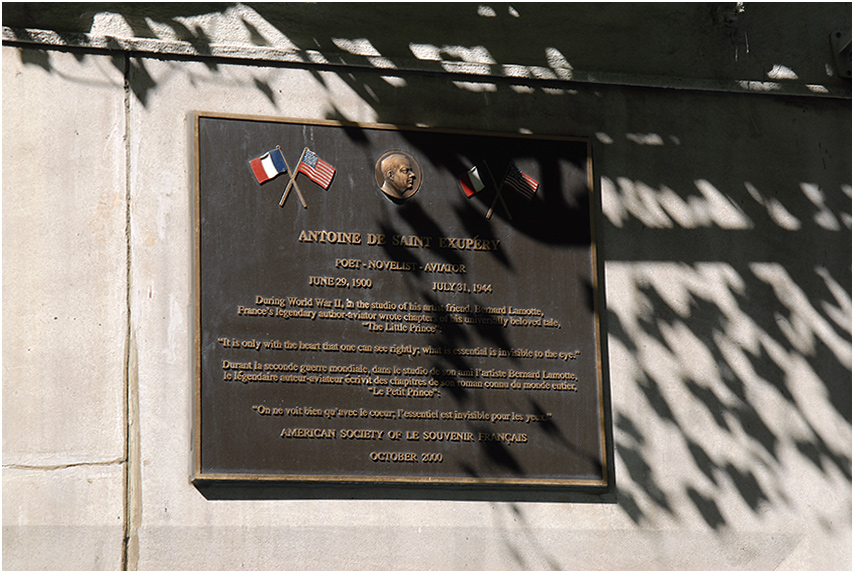 ANTOINE DE SAINT EXUPÉRY
POET - NOVELIST - AVIATOR
JUNE 29, 1900 JULY 31, 1944
During World War II, in the studio of his artist friend, Bernard Lamotte,
France's legendary author-aviator wrote chapters of his universally beloved tale,
"The Little Prince":
"It is only with the heart that one can see rightly; what is essential is invisible to the eye."
Durant la seconde guerre mondiale, dans le studio de son ami l'artiste Bernard Lamotte,
le légendaire auteur-aviateur écrivit des chapitres de son roman connu du monde entier,
"Le Petit Prince":
"On ne voit bien qu'avec le coeur; l'essentiel est invisible pour les yeux."
AMERICAN SOCIETY OF LE SOUVENIR FRANÇAIS
OCTOBER, 2000